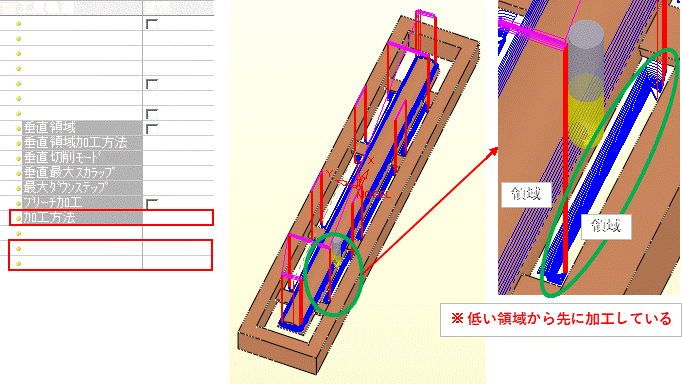 垂直領域
垂直領域加工方法
垂直切削モード
垂直最大スカラップ
最大ダウンステップ
フリーチ加工
加工方法
Y
X
領域
領域
※ 低い領域から先に加工している